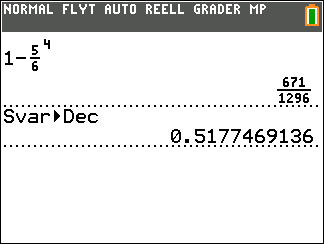 NORMAL FLYT AUTO REELL GRADER MP
1-5/6^4
671/1296
Svar▶Dec
0.5177469136